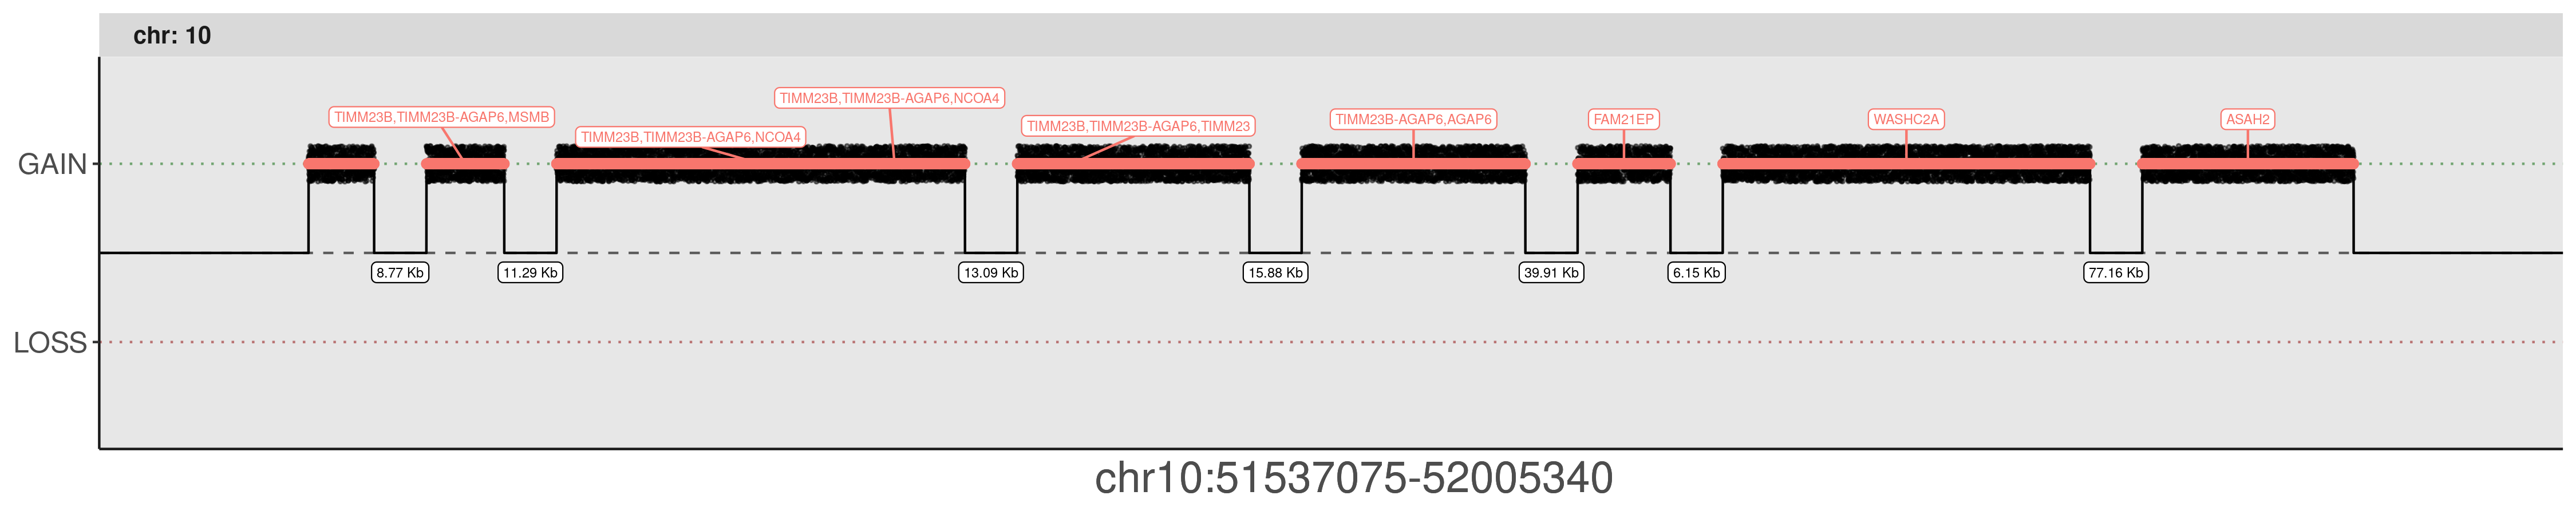 chr: 10
TIMM23B,TIMM23B-AGAP6,NCOA4
TIMM23B,TIMM23B-AGAP6,MSMB
TIMM23B,TIMM23B-AGAP6,NCOA4
TIMM23B,TIMM23B-AGAP6,TIMM23
TIMM23B-AGAP6,AGAP6
FAM21EP
WASHC2A
ASAH2
GAIN
8.77 Kb
11.29 Kb
13.09 Kb
15.88 Kb
39.91 Kb
6.15 Kb
77.16 Kb
LOSS
chr10:51537075-52005340